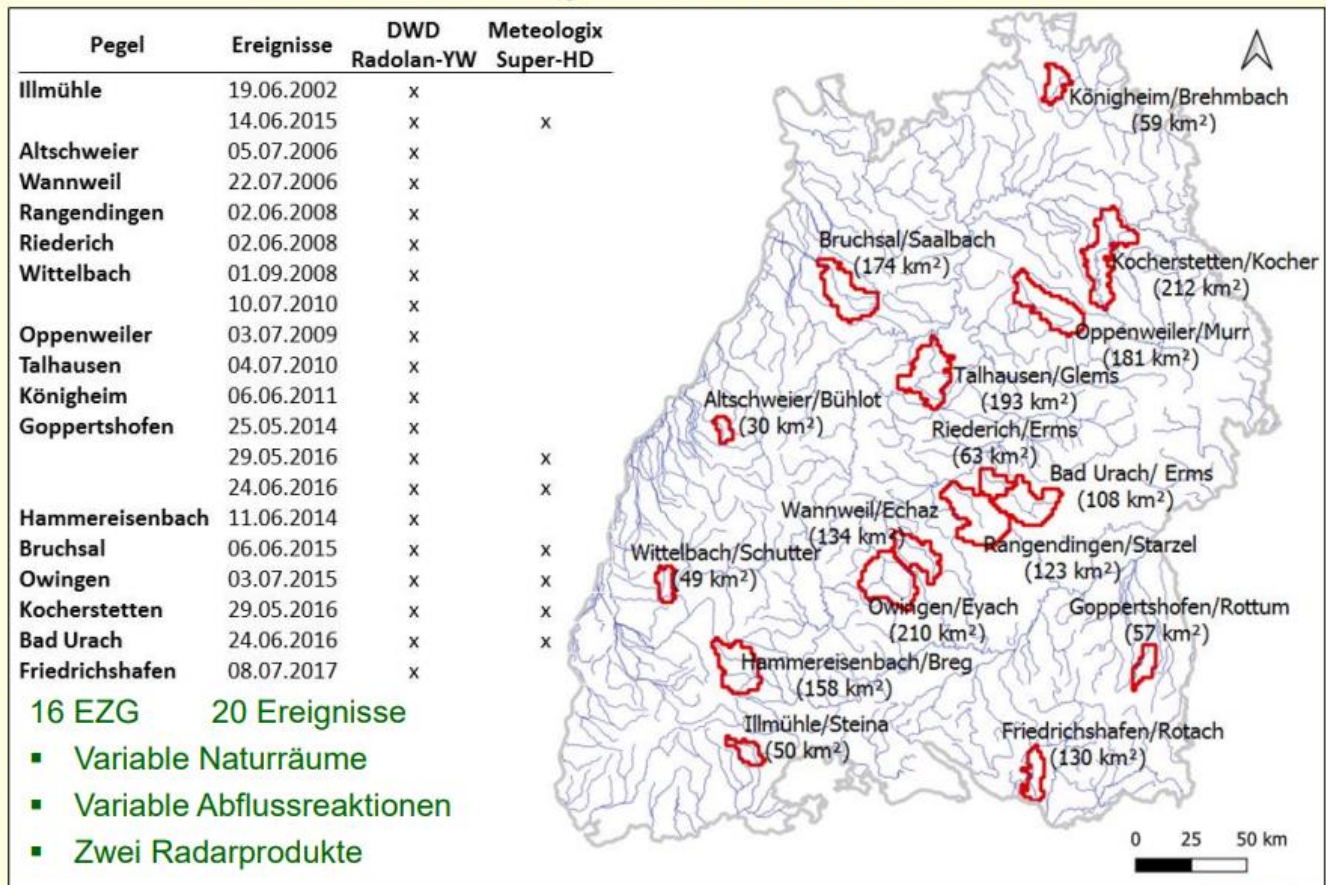 Pegel Ereignisse DWD Radolan-YW Meteologix Super-HD
Illmühle 19.06.2002 x
14.06.2015 x x
Altschweier 05.07.2006 x
Wannweil 22.07.2006 x
Rangendingen 02.06.2008 x
Riederich 02.06.2008 x
Wittelbach 01.09.2008 x
10.07.2010 x
Oppenweiler 03.07.2009 x
Talhausen 04.07.2010 x
Königheim 06.06.2011 x
Goppertshofen 25.05.2014 x
29.05.2016 x x
24.06.2016 x x
Hammereisenbach 11.06.2014 x
Bruchsal 06.06.2015 x x
Owingen 03.07.2015 x x
Kocherstetten 29.05.2016 x x
Bad Urach 24.06.2016 x x
Friedrichshafen 08.07.2017 x
16 EZG 20 Ereignisse
▪ Variable Naturräume
▪ Variable Abflussreaktionen
▪ Zwei Radarprodukte
Königheim/Brehmbach
(59 km²)
Bruchsal/Saalbach
(174 km²)
Kocherstetten/Kocher
(212 km²)
Oppenweiler/Murr
(181 km²)
Talhausen/Glems
(193 km²)
Altschweier/Bühlot
(30 km²)
Riederich/Erms
(63 km²)
Bad Urach/ Erms
(108 km²)
Wannweil/Echaz
(134 km²)
Rangendingen/Starzel
(123 km²)
Wittelbach/Schutter
(49 km²)
Owingen/Eyach
(210 km²)
Goppertshofen/Rottum
(57 km²)
Hammereisenbach/Breg
(158 km²)
Illmühle/Steina
(50 km²)
Friedrichshafen/Rotach
(130 km²)
0 25 50 km